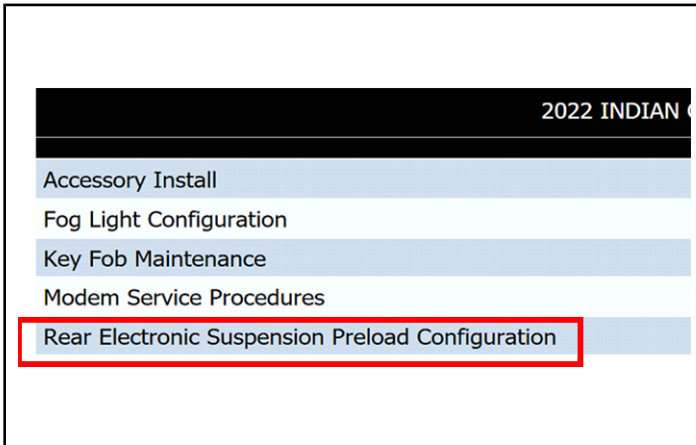 2022 INDIAN
Accessory Install
Fog Light Configuration
Key Fob Maintenance
Modem Service Procedures
Rear Electronic Suspension Preload Configuration